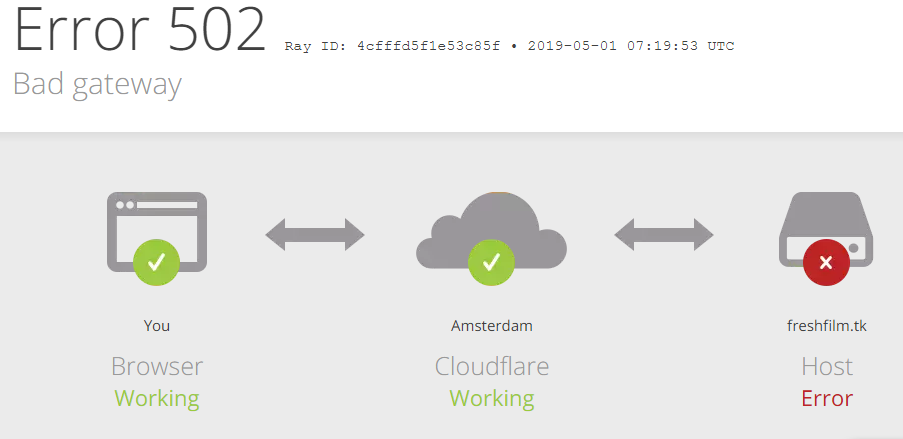 Error 502 Ray ID: 4cfffd5f1e53c85f • 2019-05-01 07:19:53 UTC
Bad gateway
You
Amsterdam
freshfilm.tk
Browser
Cloudflare
Host
Working
Working
Error